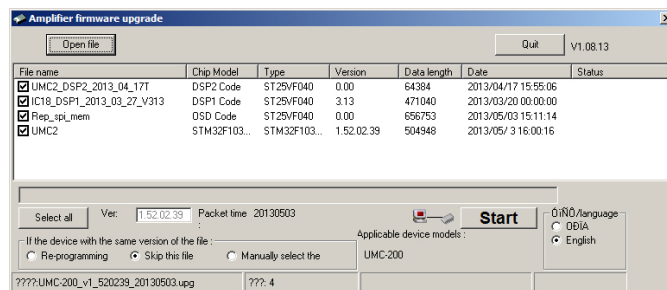 Amplifier firmware upgrade
Open file Quit V1.08.13
File name Chip Model Type Version Data length Date Status
UMC2_DSP2_2013_04_17T DSP2 Code ST25VF040 0.00 64384 2013/04/17 15:55:06
IC18_DSP1_2013_03_27_V313 DSP1 Code ST25VF040 3.13 471040 2013/03/20 00:00:00
Rep_spi_mem OSD Code ST25VF040 0.00 656753 2013/05/03 15:11:14
UMC2 STM32F103... STM32F103... 1.52.02.39 504948 2013/05/ 3 16:00:16
Select all Ver: 1.52.02.39 Packet time : 20130503 Start
ÓïÑÔ/language
ÖÐÎÄ
English
If the device with the same version of the file :
Re-programming Skip this file Manually select the
Applicable device models :
UMC-200
????:UMC-200_v1_520239_20130503.upg ???: 4